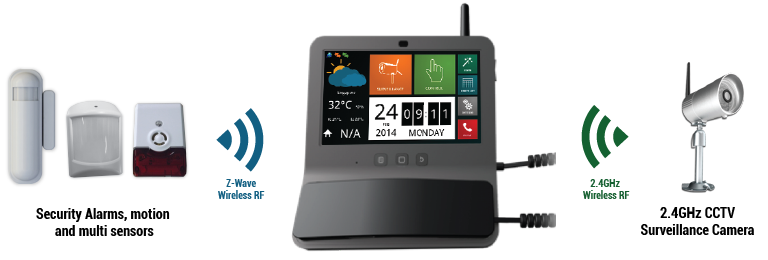 32°C
24
09:11
N/A
2014
MONDAY
Z-Wave
Wireless RF
2.4GHz
Wireless RF
Security Alarms, motion
and multi sensors
2.4GHz CCTV
Surveillance Camera